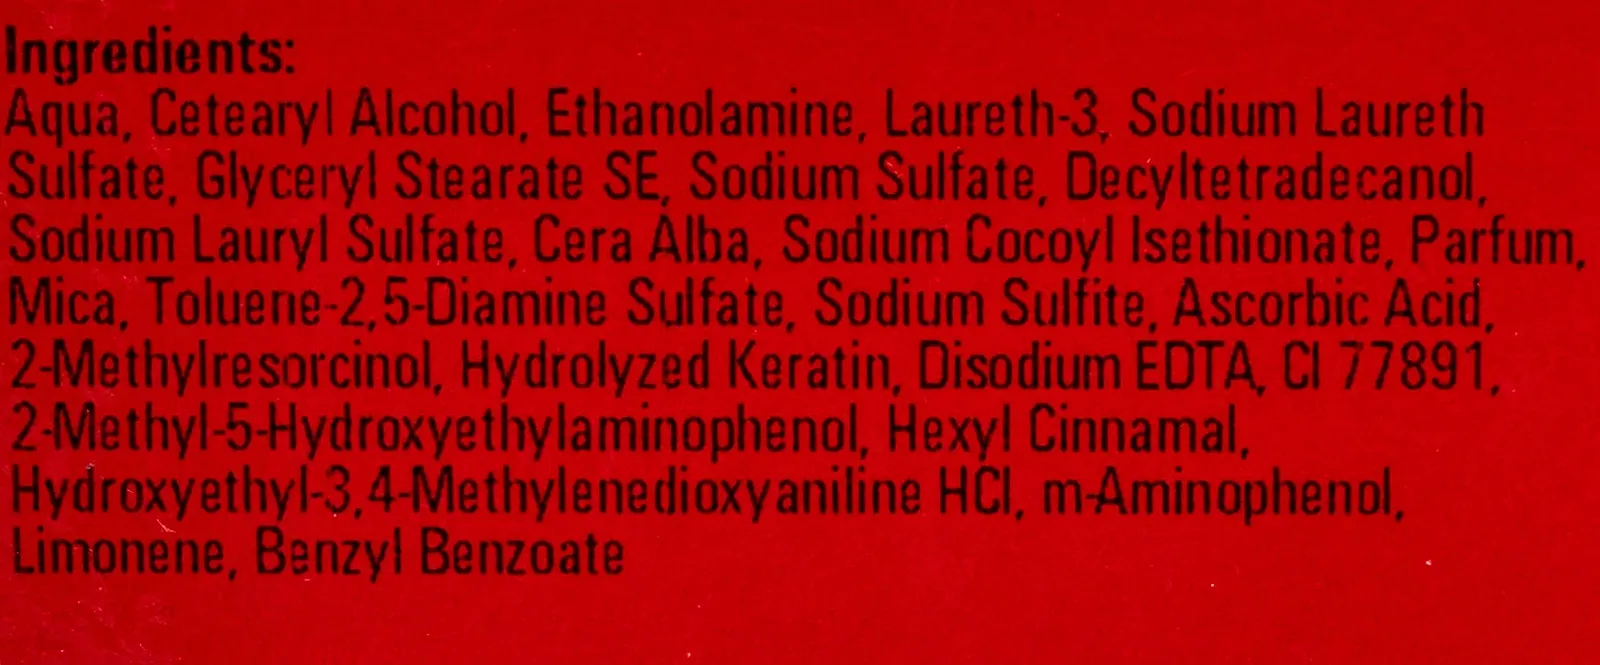 Ingredients:
Aqua, Cetearyl Alcohol, Ethanolamine, Laureth-3, Sodium Laureth
Sulfate, Glyceryl Stearate SE, Sodium Sulfate, Decyltetradecanol,
Sodium Lauryl Sulfate, Cera Alba, Sodium Cocoyl Isethionate, Parfum,
Mica, Toluene-2,5-Diamine Sulfate, Sodium Sulfite, Ascorbic Acid,
2-Methylresorcinol, Hydrolyzed Keratin, Disodium EDTA, CI 77891,
2-Methyl-5-Hydroxyethylaminophenol, Hexyl Cinnamal,
Hydroxyethyl-3,4-Methylenedioxyaniline HCl, m-Aminophenol,
Limonene, Benzyl Benzoate